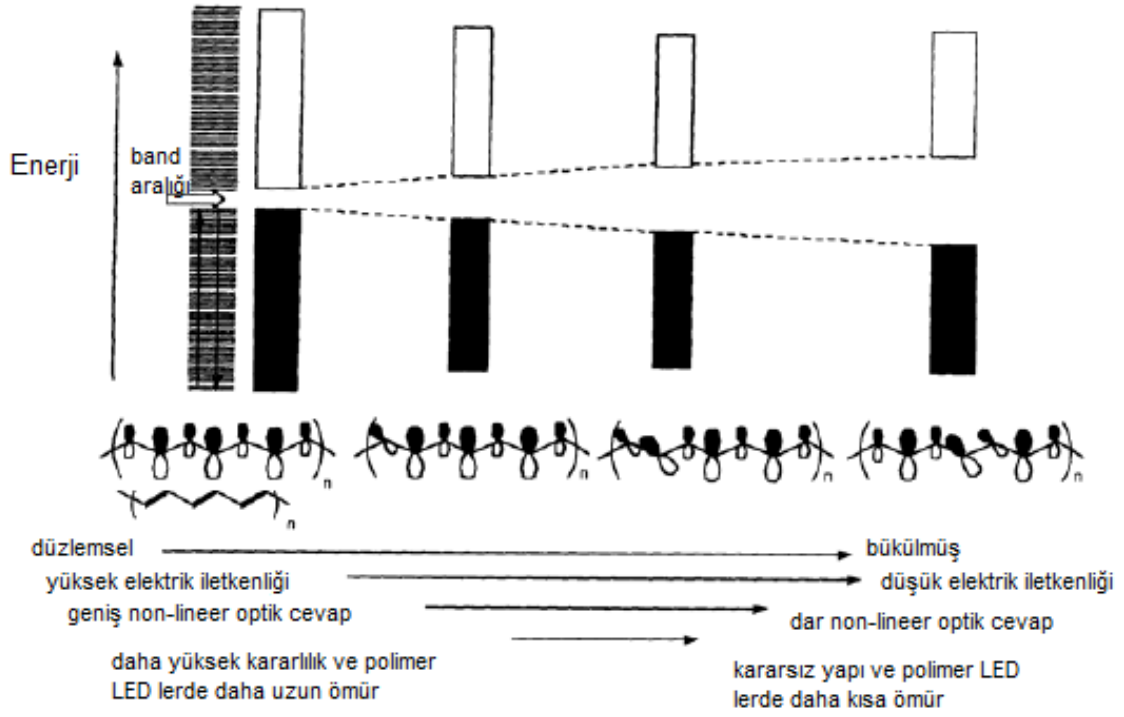 Enerji
band
aralığı
n
n
n
n
n
düzlemsel
bükülmüş
yüksek elektrik iletkenliği
düşük elektrik iletkenliği
geniş non-lineer optik cevap
dar non-lineer optik cevap
daha yüksek kararlılık ve polimer
LED lerde daha uzun ömür
kararsız yapı ve polimer LED
lerde daha kısa ömür